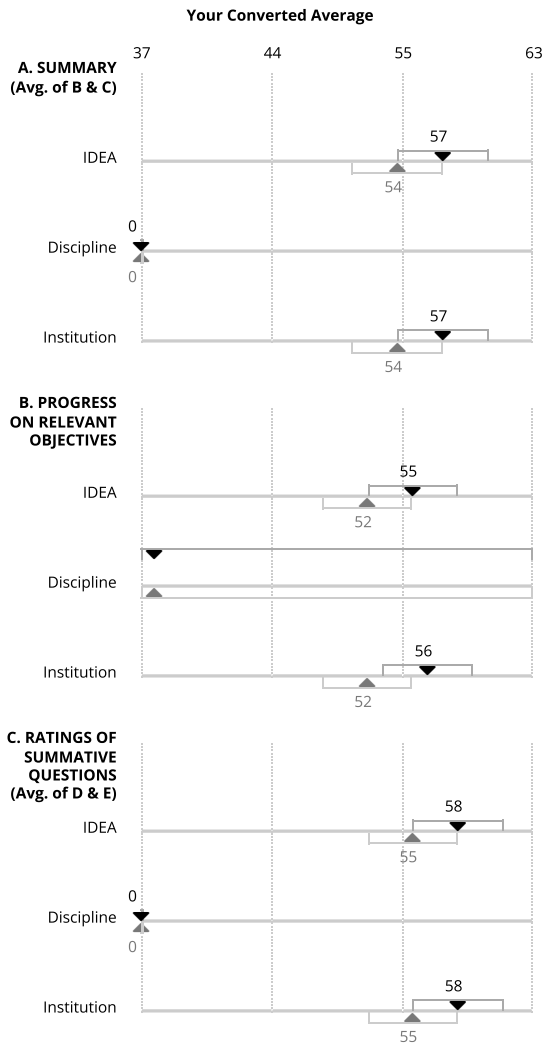 Your Converted Average
37 44 55 63
A. SUMMARY
(Avg. of B & C)
57
IDEA
54
0
Discipline
0
57
Institution
54
B. PROGRESS
ON RELEVANT
OBJECTIVES
55
IDEA
52
Discipline
56
Institution
52
C. RATINGS OF
SUMMATIVE
QUESTIONS
(Avg. of D & E)
58
IDEA
55
0
Discipline
0
58
Institution
55